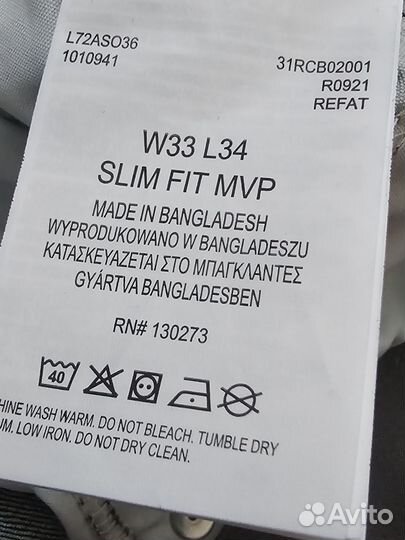 L72ASO36
1010941
31RCB02001
R0921
REFAT
W33 L34
SLIM FIT MVP
MADE IN BANGLADESH
WYPRODUKOWANO W BANGLADESZU
ΚΑΤΑΣΚΕΥΑΖΕΤΑΙ ΣΤΟ ΜΠΑΓΚΛΑΝΤΕΣ
GYÁRTVA BANGLADESBEN
RN# 130273
40
HINE WASH WARM. DO NOT BLEACH. TUMBLE DRY
UM. LOW IRON. DO NOT DRY CLEAN.
Avito